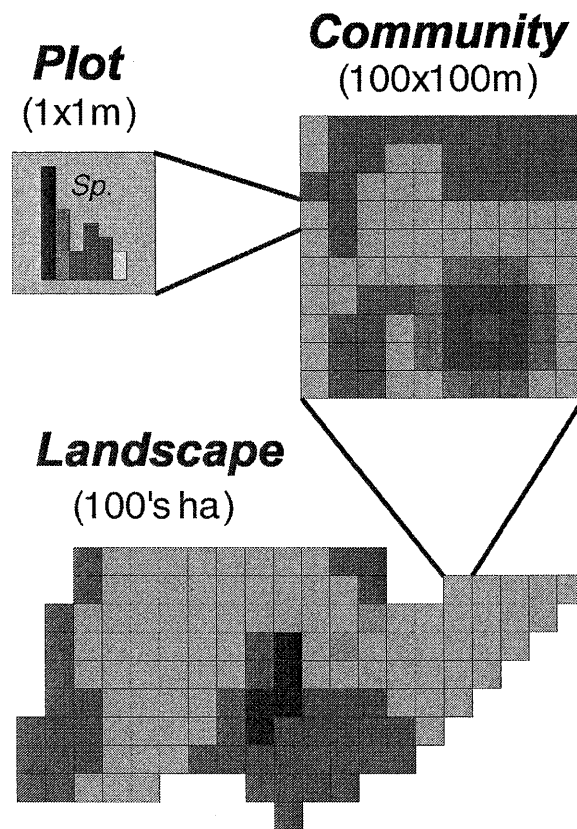 Plot
(1x1m)
Community
(100x100m)
Sp.
Landscape
(100's ha)